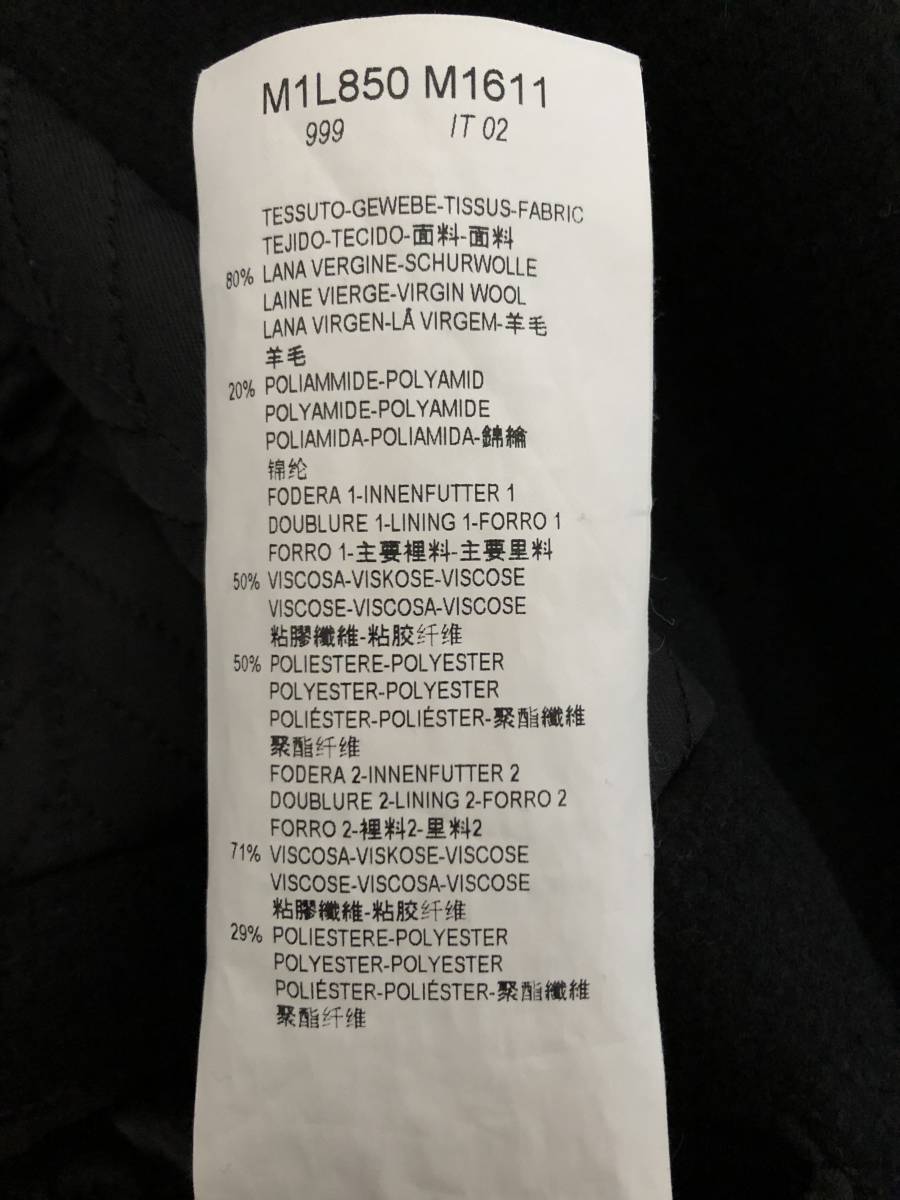 M1L850 M1611
999 IT 02
TESSUTO-GEWEBE-TISSUS-FABRIC
TEJIDO-TECIDO-面料-面料
80% LANA VERGINE-SCHURWOLLE
LAINE VIERGE-VIRGIN WOOL
LANA VIRGEN-LÃ VIRGEM-羊毛
羊毛
20% POLIAMMIDE-POLYAMID
POLYAMIDE-POLYAMIDE
POLIAMIDA-POLIAMIDA-錦綸
锦纶
FODERA 1-INNENFUTTER 1
DOUBLURE 1-LINING 1-FORRO 1
FORRO 1-主要裡料-主要里料
50% VISCOSA-VISKOSE-VISCOSE
VISCOSE-VISCOSA-VISCOSE
粘膠纖維-粘胶纤维
50% POLIESTERE-POLYESTER
POLYESTER-POLYESTER
POLIÉSTER-POLIÉSTER-聚酯纖維
聚酯纤维
FODERA 2-INNENFUTTER 2
DOUBLURE 2-LINING 2-FORRO 2
FORRO 2-裡料2-里料2
71% VISCOSA-VISKOSE-VISCOSE
VISCOSE-VISCOSA-VISCOSE
粘膠纖維-粘胶纤维
29% POLIESTERE-POLYESTER
POLYESTER-POLYESTER
POLIÉSTER-POLIÉSTER-聚酯纖維
聚酯纤维